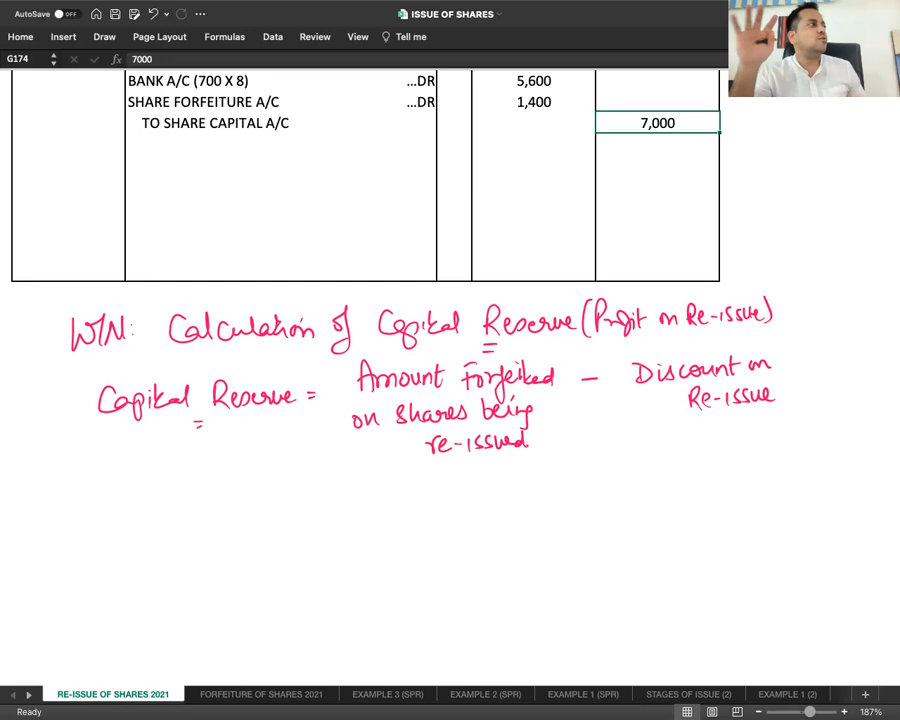 AutoSave OFF ISSUE OF SHARES
Home Insert Draw Page Layout Formulas Data Review View Tell me
G174 fx 7000
BANK A/C (700 X 8) ...DR 5,600
SHARE FORFEITURE A/C ...DR 1,400
TO SHARE CAPITAL A/C 7,000
W/N: Calculation of Capital Reserve (Profit on Re-issue)
Capital Reserve = Amount Forfeited - Discount on
on shares being Re-issue
re-issued
RE-ISSUE OF SHARES 2021 FORFEITURE OF SHARES 2021 EXAMPLE 3 (SPR) EXAMPLE 2 (SPR) EXAMPLE 1 (SPR) STAGES OF ISSUE (2) EXAMPLE 1 (2) +
Ready - + 187%